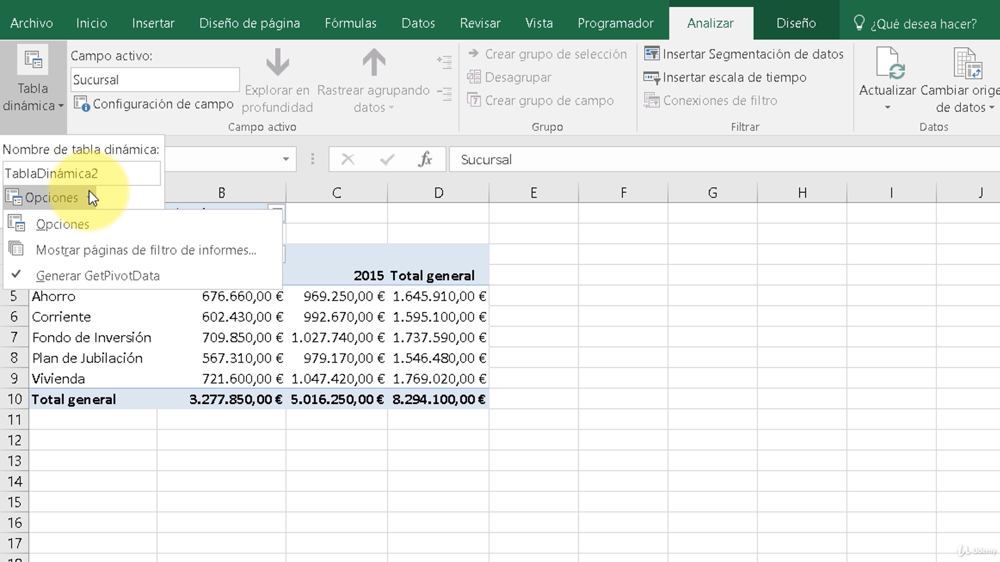 Archivo Inicio Insertar Diseño de página Fórmulas Datos Revisar Vista Programador Analizar Diseño ¿Qué desea hacer?
Tabla dinámica
Campo activo:
Sucursal
Configuración de campo
Explorar en profundidad
Rastrear agrupando datos
Campo activo
Crear grupo de selección
Desagrupar
Crear grupo de campo
Grupo
Insertar Segmentación de datos
Insertar escala de tiempo
Conexiones de filtro
Filtrar
Actualizar
Cambiar orige
de datos
Datos
Nombre de tabla dinámica:
TablaDinámica2
Opciones
Opciones
Mostrar páginas de filtro de informes...
Generar GetPivotData
fx Sucursal
B C D E F G H I J
2015 Total general
5 Ahorro 676.660,00 € 969.250,00 € 1.645.910,00 €
6 Corriente 602.430,00 € 992.670,00 € 1.595.100,00 €
7 Fondo de Inversión 709.850,00 € 1.027.740,00 € 1.737.590,00 €
8 Plan de Jubilación 567.310,00 € 979.170,00 € 1.546.480,00 €
9 Vivienda 721.600,00 € 1.047.420,00 € 1.769.020,00 €
10 Total general 3.277.850,00 € 5.016.250,00 € 8.294.100,00 €
11
12
13
14
15
16
17
Udemy